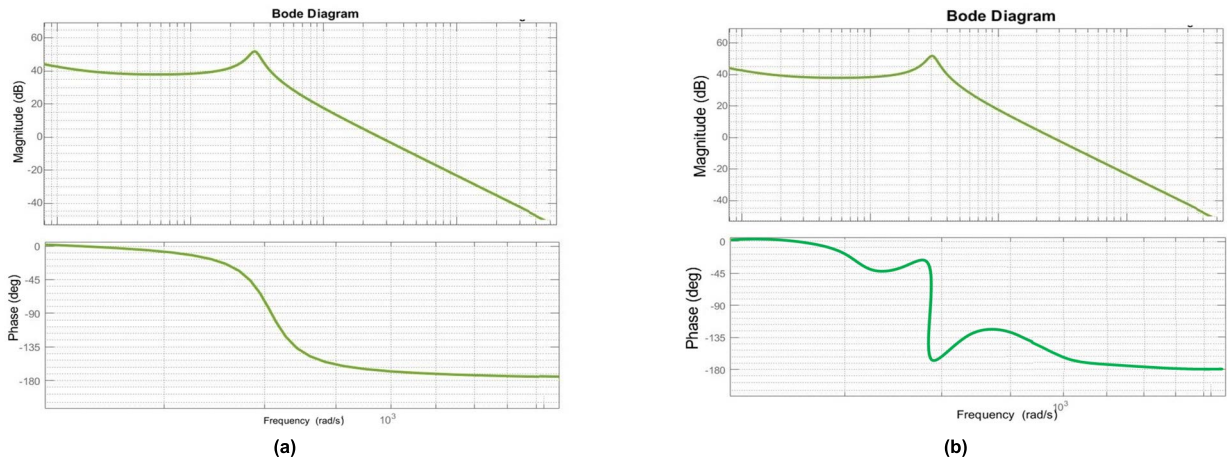 Bode Diagram
60
40
20
0
-20
-40
Magnitude (dB)
0
-45
-90
-135
-180
Phase (deg)
Frequency (rad/s)
10³
(a)
Bode Diagram
60
40
20
0
-20
-40
Magnitude (dB)
0
-45
-90
-135
-180
Phase (deg)
Frequency (rad/s)
10³
(b)